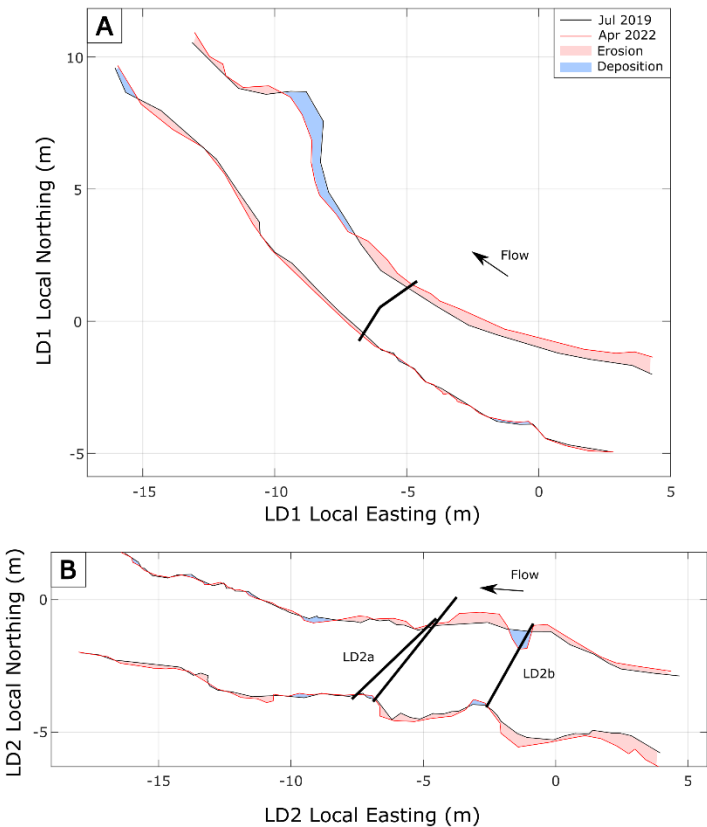 A
Jul 2019
Apr 2022
Erosion
Deposition
10
5
0
-5
LD1 Local Northing (m)
Flow
-15
-10
-5
0
5
LD1 Local Easting (m)
B
0
-5
LD2 Local Northing (m)
Flow
LD2a
LD2b
-15
-10
-5
0
LD2 Local Easting (m)